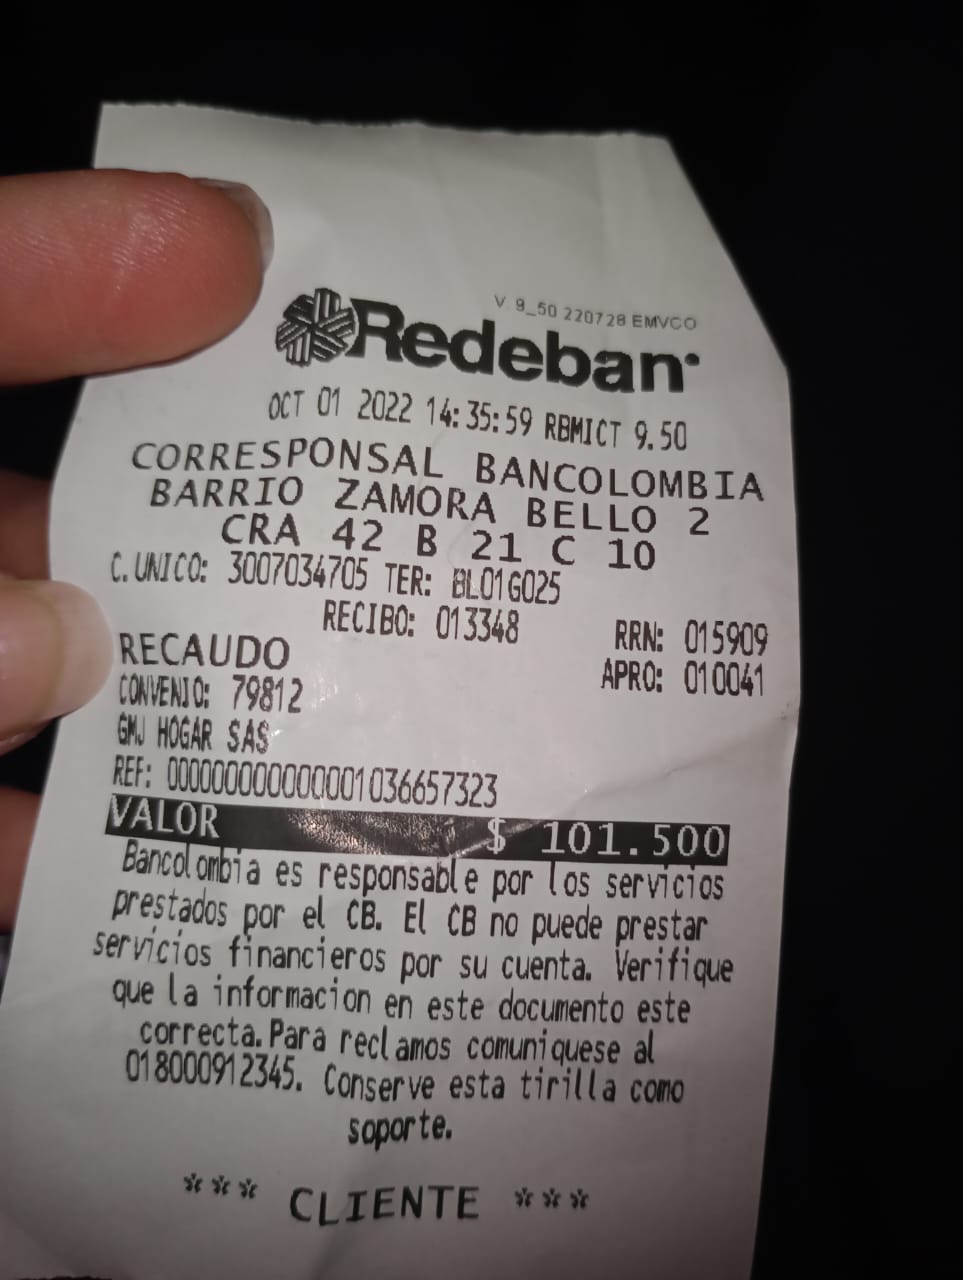 V 9_50 220728 EMVCO
Redeban
OCT 01 2022 14:35:59 RBMICT 9.50
CORRESPONSAL BANCOLOMBIA
BARRIO ZAMORA BELLO 2
CRA 42 B 21 C 10
C. UNICO: 3007034705 TER: BL01G025
RECIBO: 013348 RRN: 015909
RECAUDO APRO: 010041
CONVENIO: 79812
GMJ HOGAR SAS
REF: 00000000000001036657323
VALOR $ 101.500
Bancolombia es responsable por los servicios
prestados por el CB. El CB no puede prestar
servicios financieros por su cuenta. Verifique
que la informacion en este documento este
correcta.Para reclamos comuniquese al
018000912345. Conserve esta tirilla como
soporte.
*** CLIENTE ***